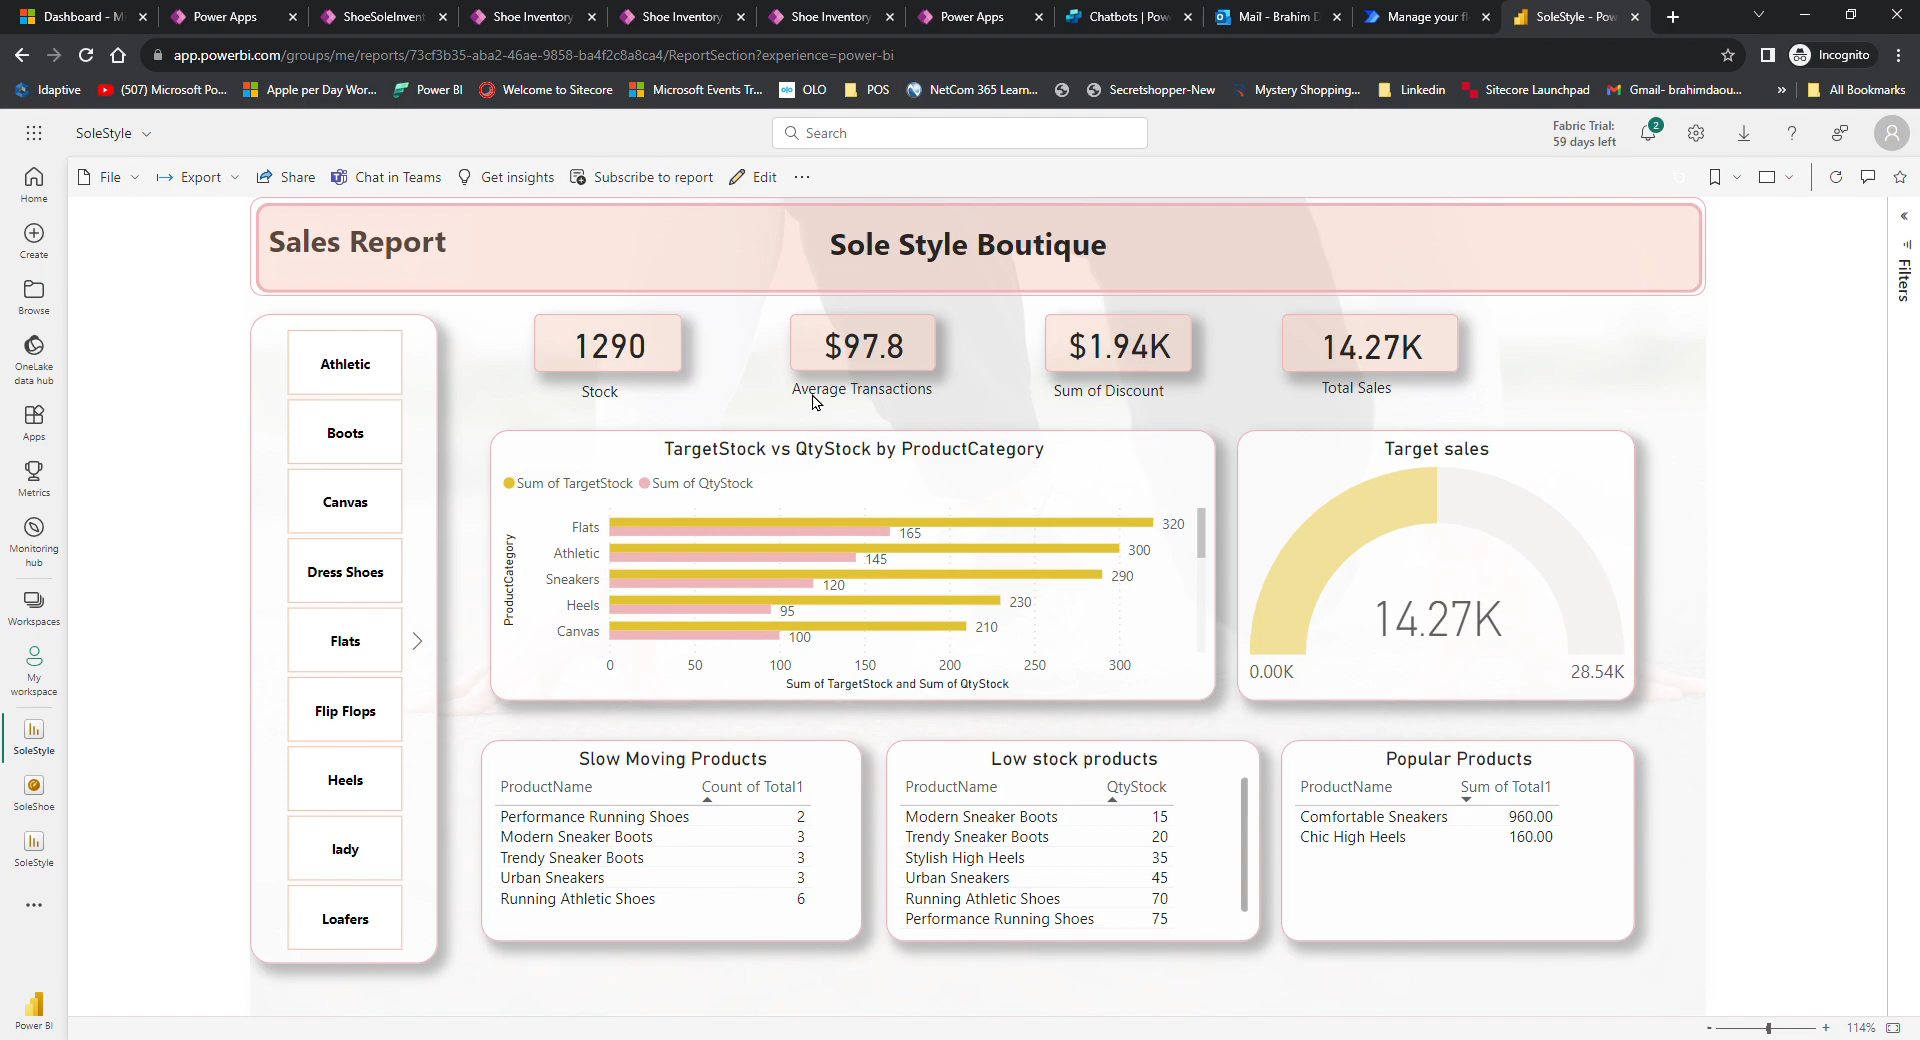 Dashboard - M
Power Apps
ShoeSoleInvent
Shoe Inventory
Shoe Inventory
Shoe Inventory
Power Apps
Chatbots | Pow
Mail - Brahim D
Manage your fl
SoleStyle - Pow
app.powerbi.com/groups/me/reports/73cf3b35-aba2-46ae-9858-ba4f2c8a8ca4/ReportSection?experience=power-bi
Incognito
Idaptive
(507) Microsoft Po...
Apple per Day Wor...
Power BI
Welcome to Sitecore
Microsoft Events Tr...
OLO
POS
NetCom 365 Learn...
Secretshopper-New
Mystery Shopping...
Linkedin
Sitecore Launchpad
Gmail- brahimdaou...
»
All Bookmarks
SoleStyle
Search
Fabric Trial:
59 days left
2
File
Export
Share
Chat in Teams
Get insights
Subscribe to report
Edit
Home
Create
Browse
OneLake
data hub
Apps
Metrics
Monitoring
hub
Workspaces
My
workspace
SoleStyle
SoleShoe
SoleStyle
Power BI
Sales Report
Sole Style Boutique
Athletic
Boots
Canvas
Dress Shoes
Flats
Flip Flops
Heels
lady
Loafers
1290
Stock
$97.8
Average Transactions
$1.94K
Sum of Discount
14.27K
Total Sales
TargetStock vs QtyStock by ProductCategory
Sum of TargetStock Sum of QtyStock
ProductCategory
Flats 320
165
Athletic 300
145
Sneakers 290
120
Heels 230
95
Canvas 210
100
0 50 100 150 200 250 300
Sum of TargetStock and Sum of QtyStock
Target sales
14.27K
0.00K 28.54K
Slow Moving Products
ProductName Count of Total1
Performance Running Shoes 2
Modern Sneaker Boots 3
Trendy Sneaker Boots 3
Urban Sneakers 3
Running Athletic Shoes 6
Low stock products
ProductName QtyStock
Modern Sneaker Boots 15
Trendy Sneaker Boots 20
Stylish High Heels 35
Urban Sneakers 45
Running Athletic Shoes 70
Performance Running Shoes 75
Popular Products
ProductName Sum of Total1
Comfortable Sneakers 960.00
Chic High Heels 160.00
Filters
- + 114%